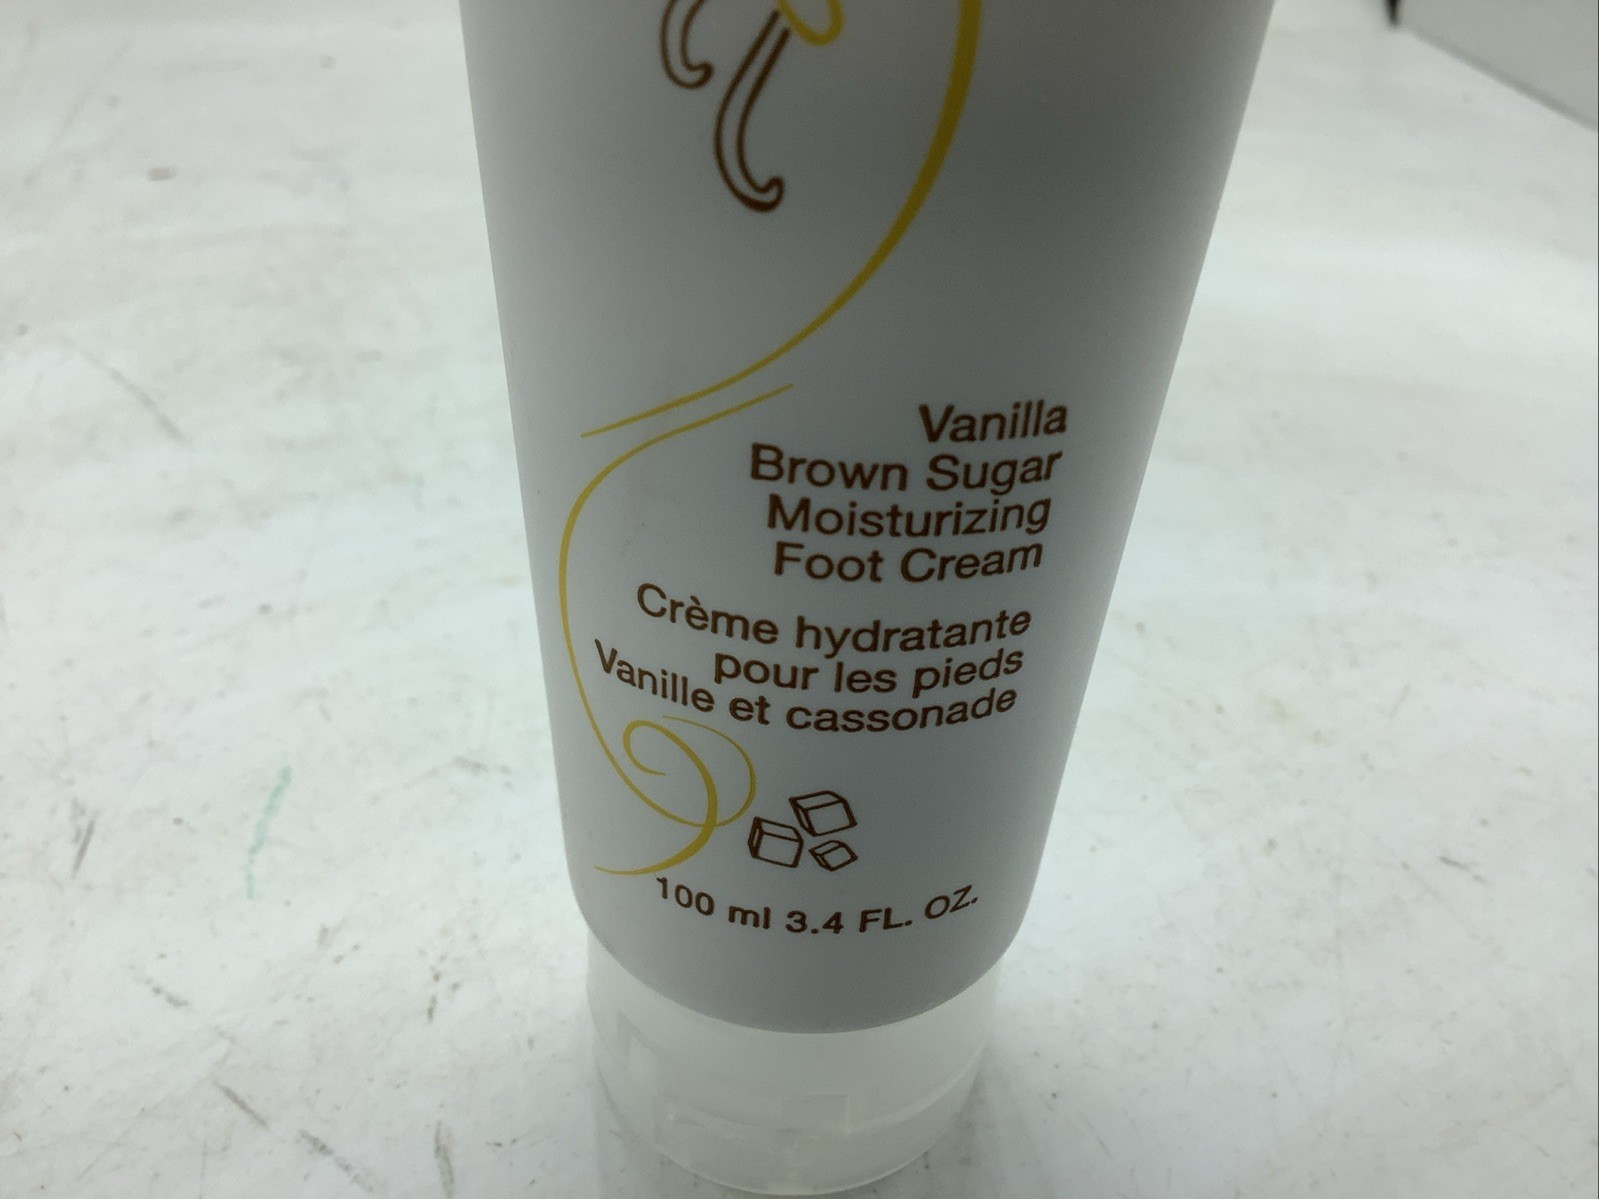 Vanilla
Brown Sugar
Moisturizing
Foot Cream
Crème hydratante
pour les pieds
Vanille et cassonade
100 ml 3.4 FL. OZ.